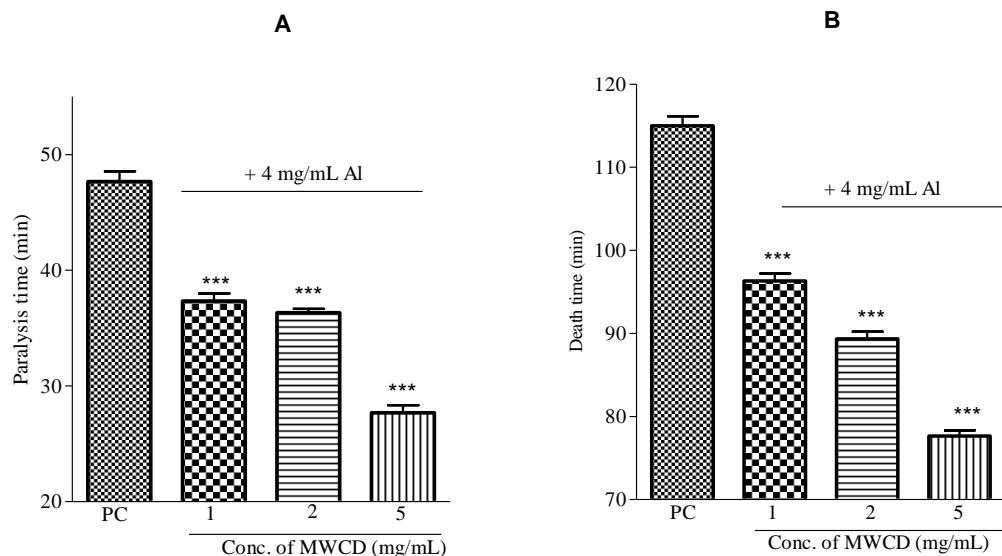 A
Paralysis time (min)
50
40
30
20
+ 4 mg/mL Al
***
***
***
PC
1
2
5
Conc. of MWCD (mg/mL)
B
Death time (min)
120
110
100
90
80
70
+ 4 mg/mL Al
***
***
***
PC
1
2
5
Conc. of MWCD (mg/mL)